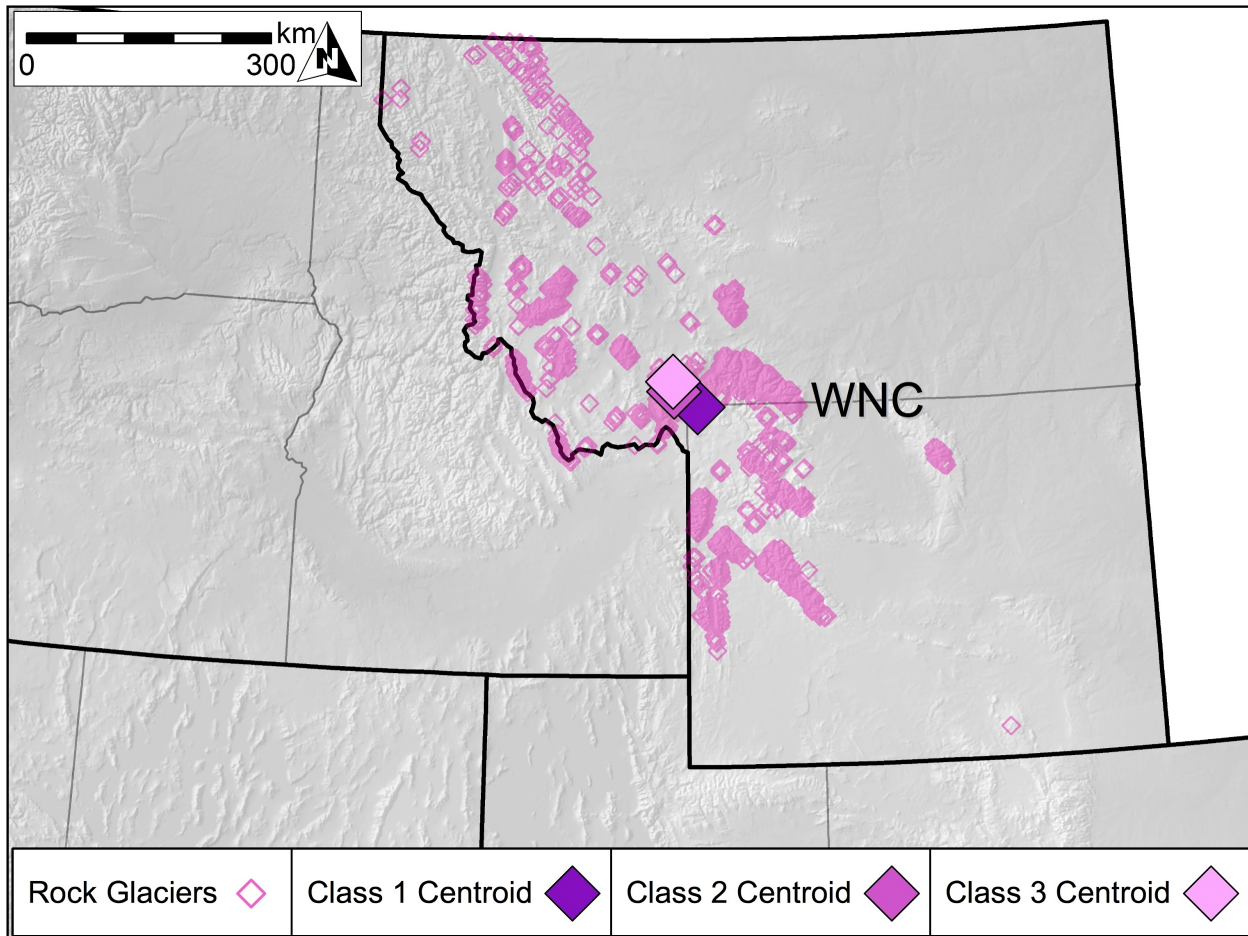 km
0 300
N
WNC
Rock Glaciers
Class 1 Centroid
Class 2 Centroid
Class 3 Centroid